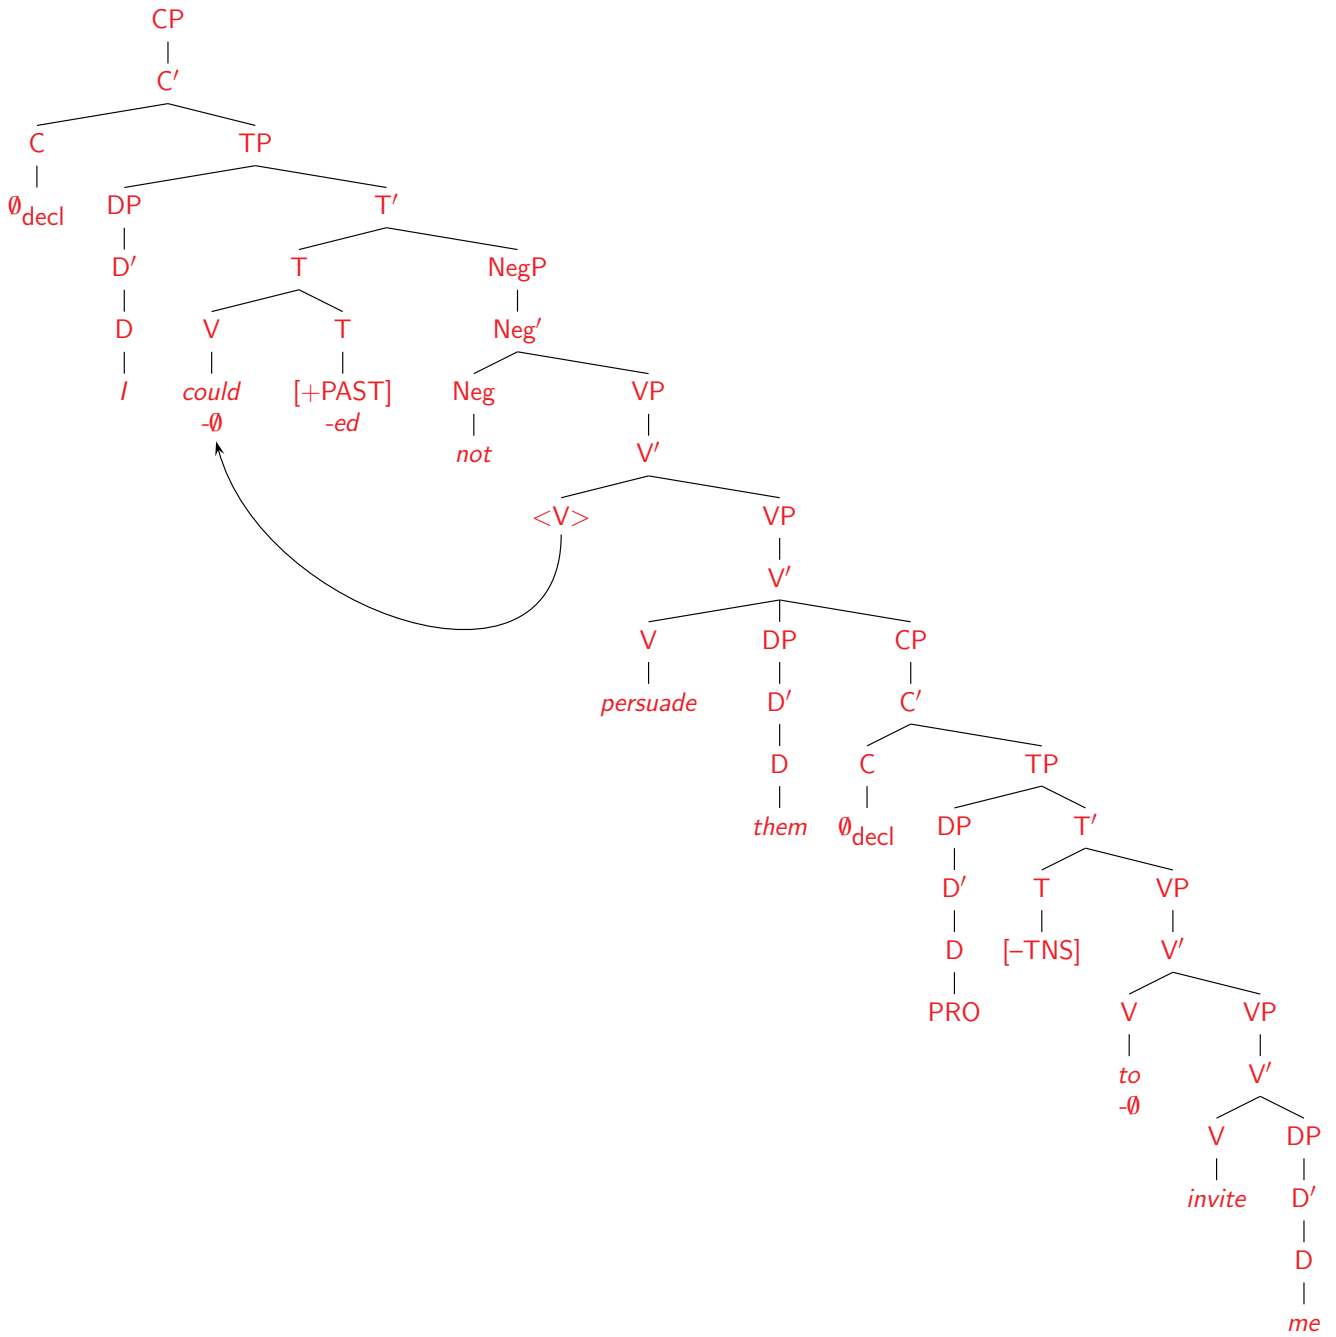 CP
C′
C TP
∅decl DP T′
D′ T NegP
D V T Neg′
I could [+PAST] Neg VP
-∅ -ed
not V′
<V> VP
V′
V DP CP
persuade D′ C′
D C TP
them ∅decl DP T′
D′ T VP
D [–TNS] V′
PRO V VP
to V′
-∅
V DP
invite D′
D
me